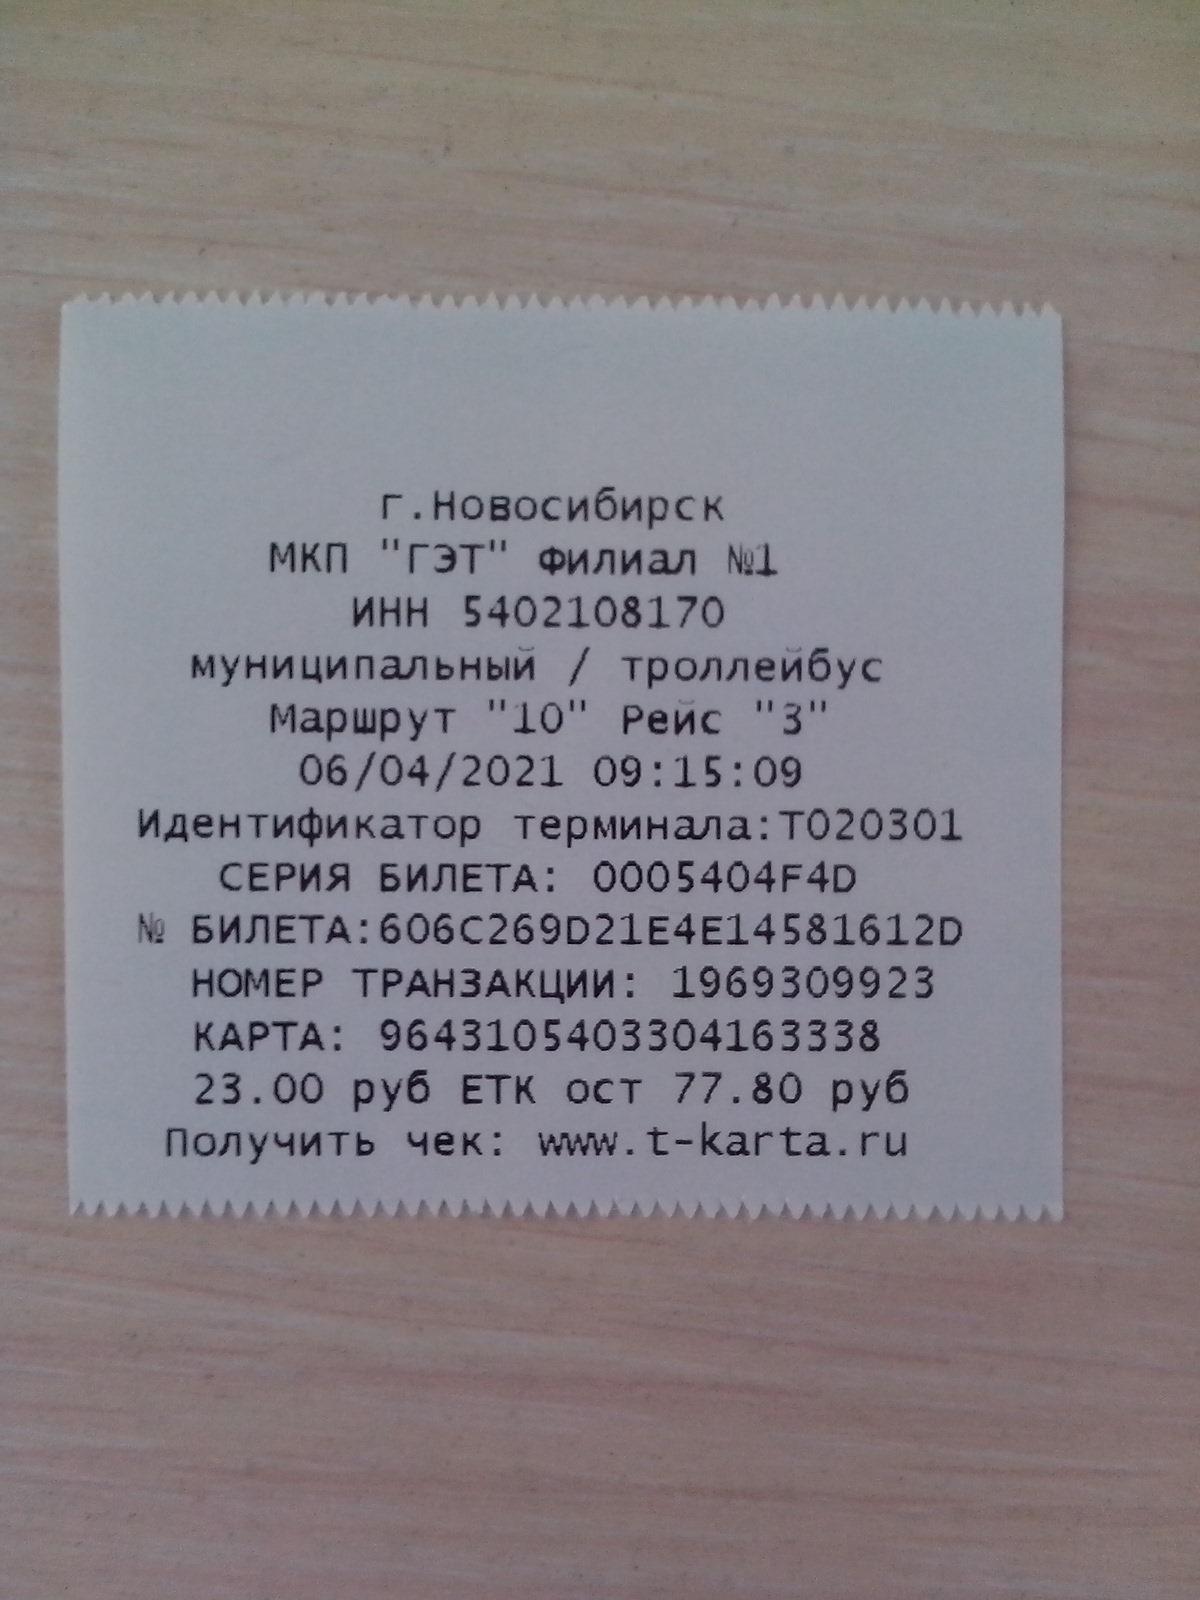 г.Новосибирск
МКП "ГЭТ" Филиал №1
ИНН 5402108170
муниципальный / троллейбус
Маршрут "10" Рейс "3"
06/04/2021 09:15:09
Идентификатор терминала:T020301
СЕРИЯ БИЛЕТА: 0005404F4D
№ БИЛЕТА:606C269D21E4E14581612D
НОМЕР ТРАНЗАКЦИИ: 1969309923
КАРТА: 9643105403304163338
23.00 руб ЕТК ост 77.80 руб
Получить чек: www.t-karta.ru